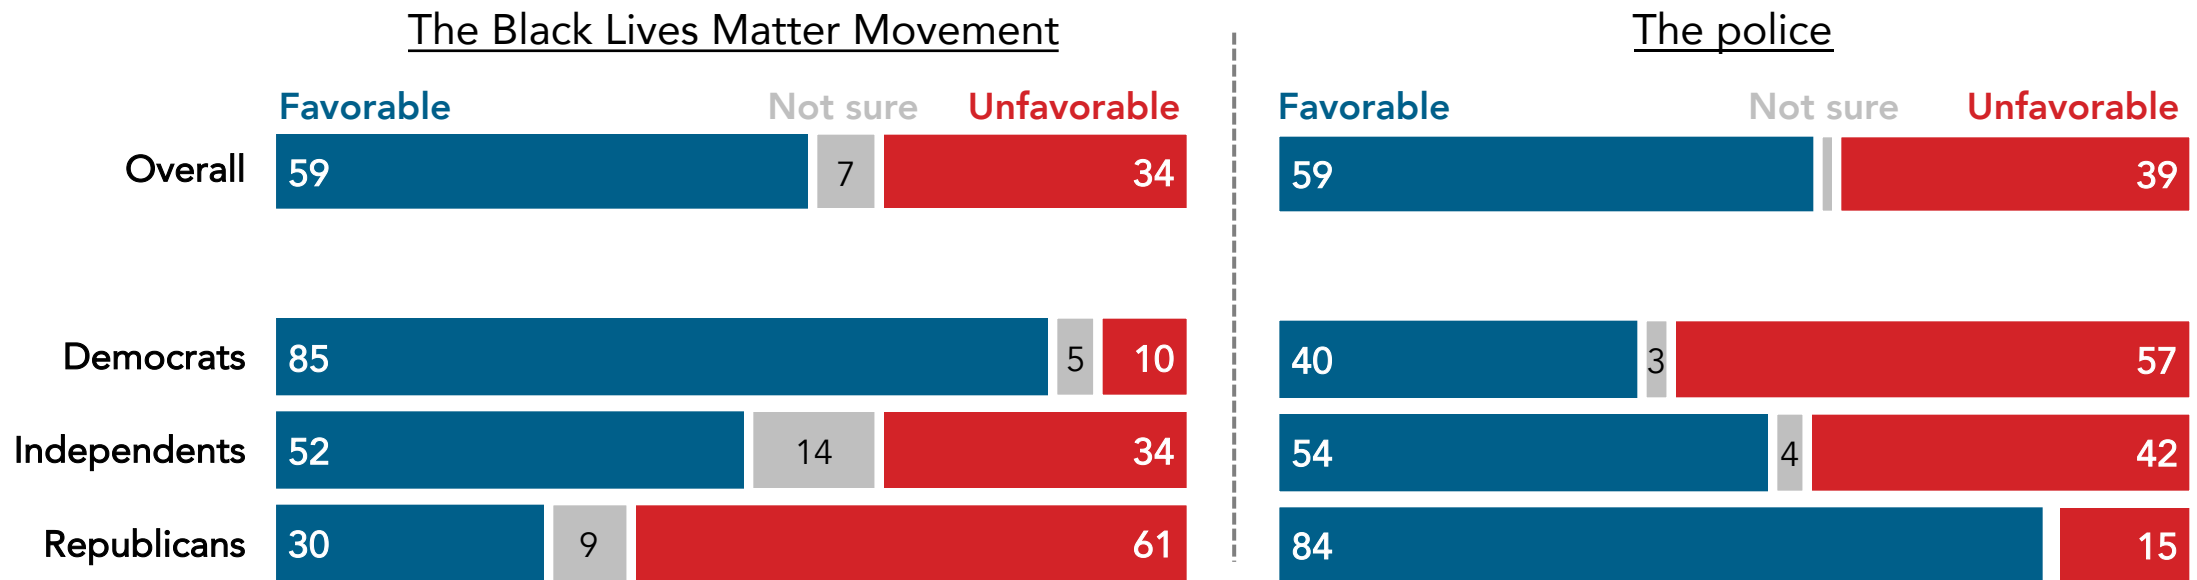 The Black Lives Matter Movement
The police
Favorable Not sure Unfavorable
Favorable Not sure Unfavorable
Overall 59 7 34 59 39
Democrats 85 5 10 40 3 57
Independents 52 14 34 54 4 42
Republicans 30 9 61 84 15